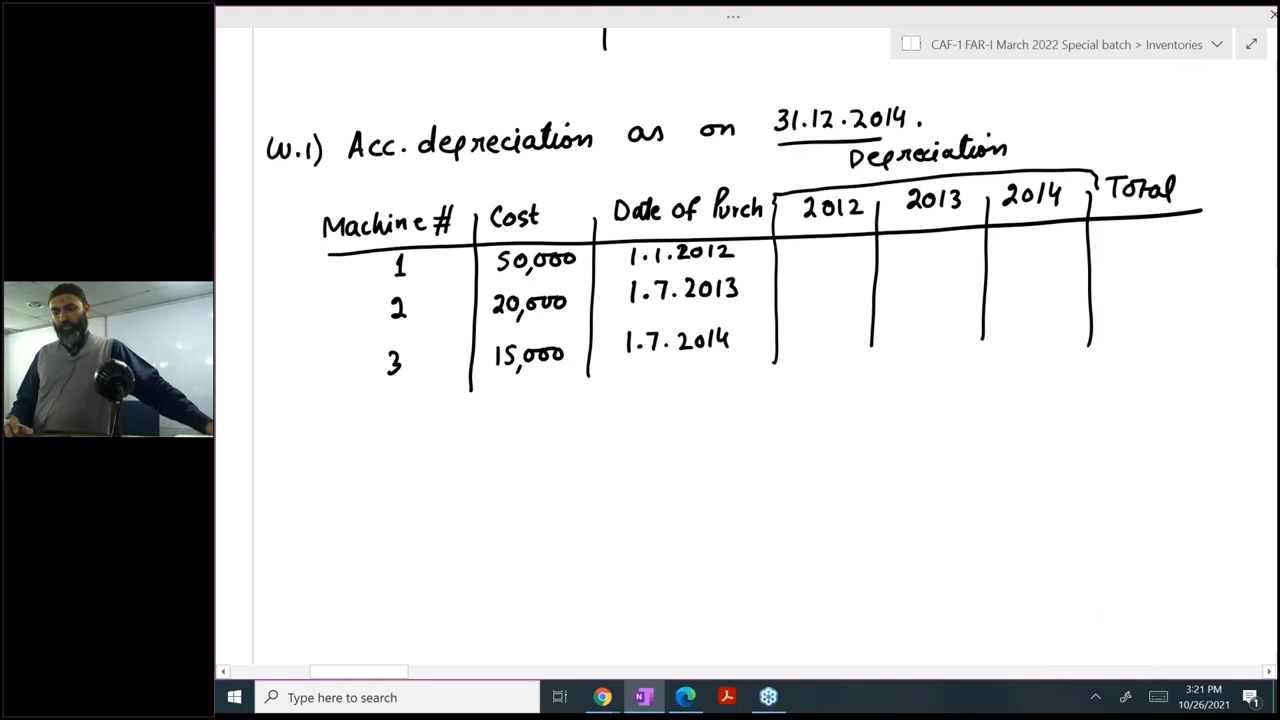 CAF-1 FAR-I March 2022 Special batch > Inventories
W.1) Acc. depreciation as on 31.12.2014.
Depreciation
Machine # Cost Date of Purch 2012 2013 2014 Total
1 50,000 1.1.2012
2 20,000 1.7.2013
3 15,000 1.7.2014
Type here to search
3:21 PM
10/26/2021
1